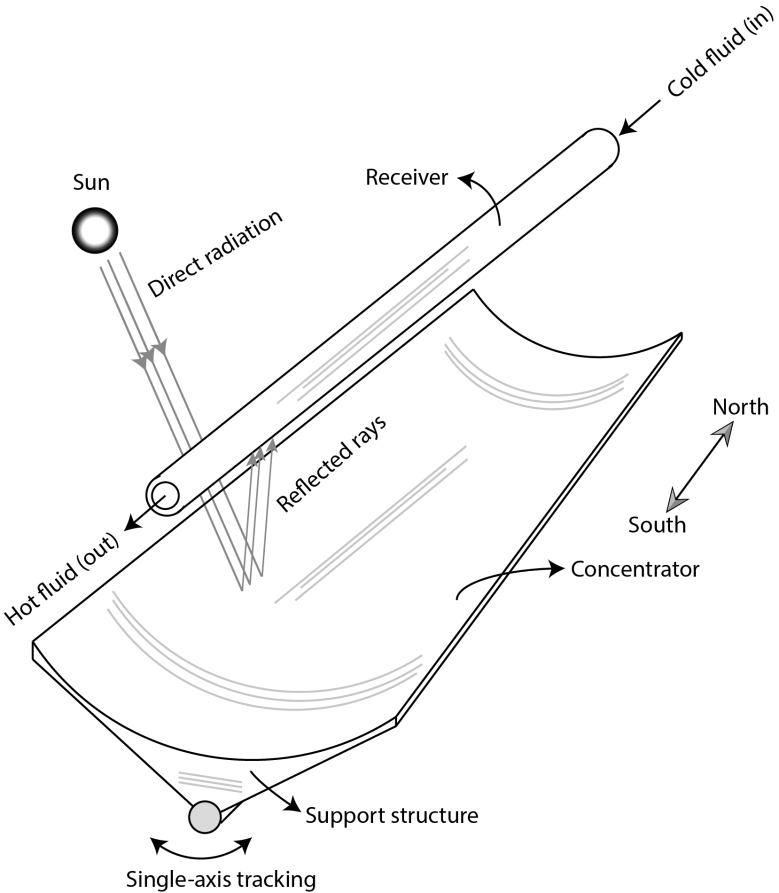 Cold fluid (in)
Receiver
Sun
Direct radiation
North
Reflected rays
South
Hot fluid (out)
Concentrator
Support structure
Single-axis tracking